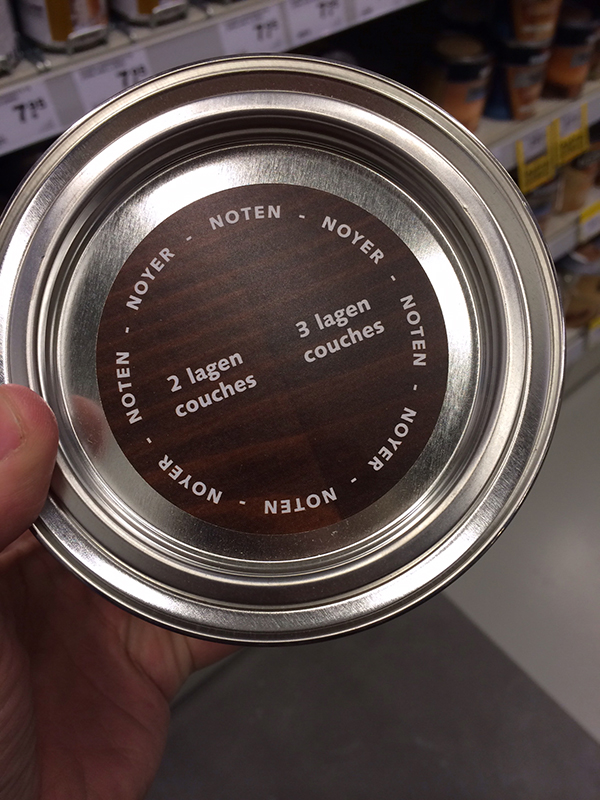 NOTEN - NOYER - NOTEN - NOYER - NOTEN - NOYER - NOTEN - NOYER -
2 lagen
couches
3 lagen
couches